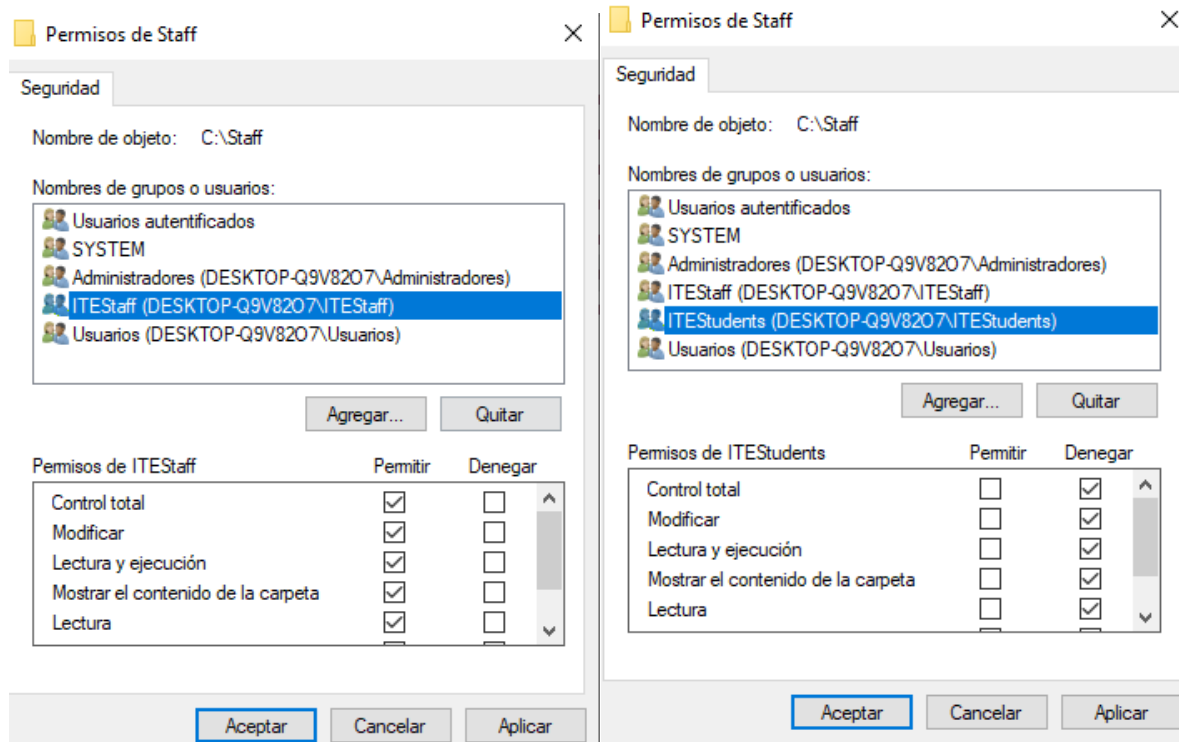 Permisos de Staff
Seguridad
Nombre de objeto: C:\Staff
Nombres de grupos o usuarios:
Usuarios autentificados
SYSTEM
Administradores (DESKTOP-Q9V82O7\Administradores)
ITEStaff (DESKTOP-Q9V82O7\ITEStaff)
Usuarios (DESKTOP-Q9V82O7\Usuarios)
Agregar... Quitar
Permisos de ITEStaff Permitir Denegar
Control total
Modificar
Lectura y ejecución
Mostrar el contenido de la carpeta
Lectura
Aceptar Cancelar Aplicar
Permisos de Staff
Seguridad
Nombre de objeto: C:\Staff
Nombres de grupos o usuarios:
Usuarios autentificados
SYSTEM
Administradores (DESKTOP-Q9V82O7\Administradores)
ITEStaff (DESKTOP-Q9V82O7\ITEStaff)
ITEStudents (DESKTOP-Q9V82O7\ITEStudents)
Usuarios (DESKTOP-Q9V82O7\Usuarios)
Agregar... Quitar
Permisos de ITEStudents Permitir Denegar
Control total
Modificar
Lectura y ejecución
Mostrar el contenido de la carpeta
Lectura
Aceptar Cancelar Aplicar